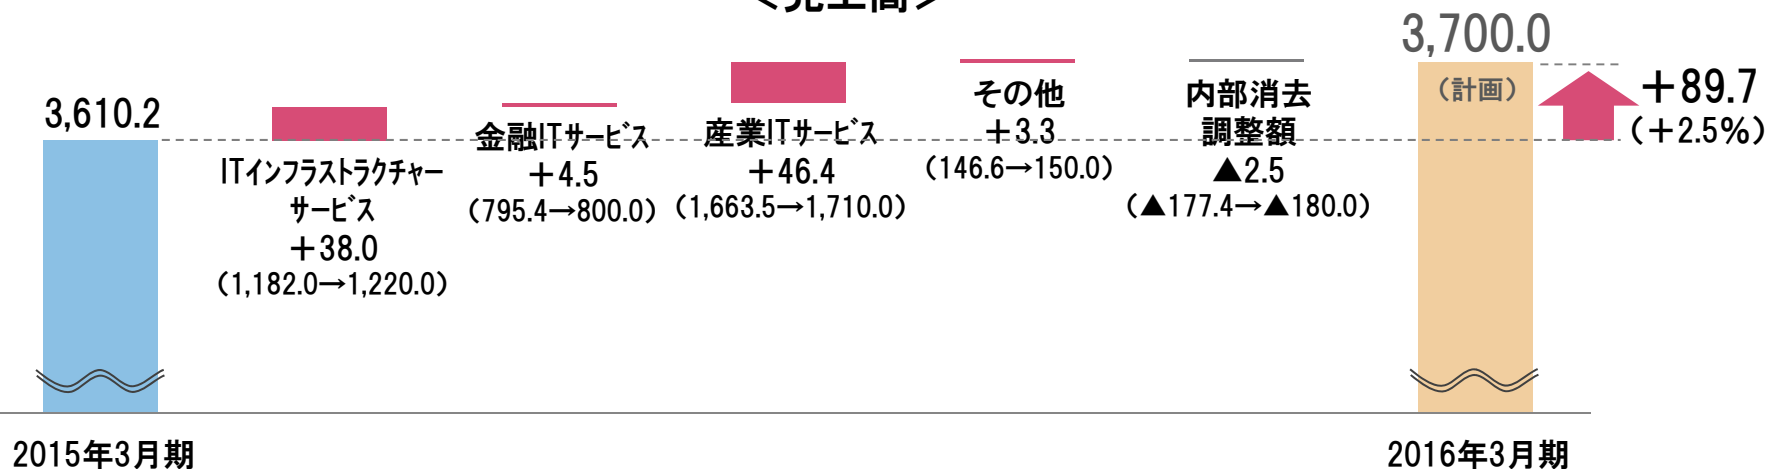 3,610.2
ITインフラストラクチャー
サービス
＋38.0
（1,182.0→1,220.0）
金融ITサービス
＋4.5
（795.4→800.0）
産業ITサービス
＋46.4
（1,663.5→1,710.0）
その他
＋3.3
（146.6→150.0）
内部消去
調整額
▲2.5
（▲177.4→▲180.0）
3,700.0
（計画）
＋89.7
（＋2.5%）
2015年3月期
2016年3月期